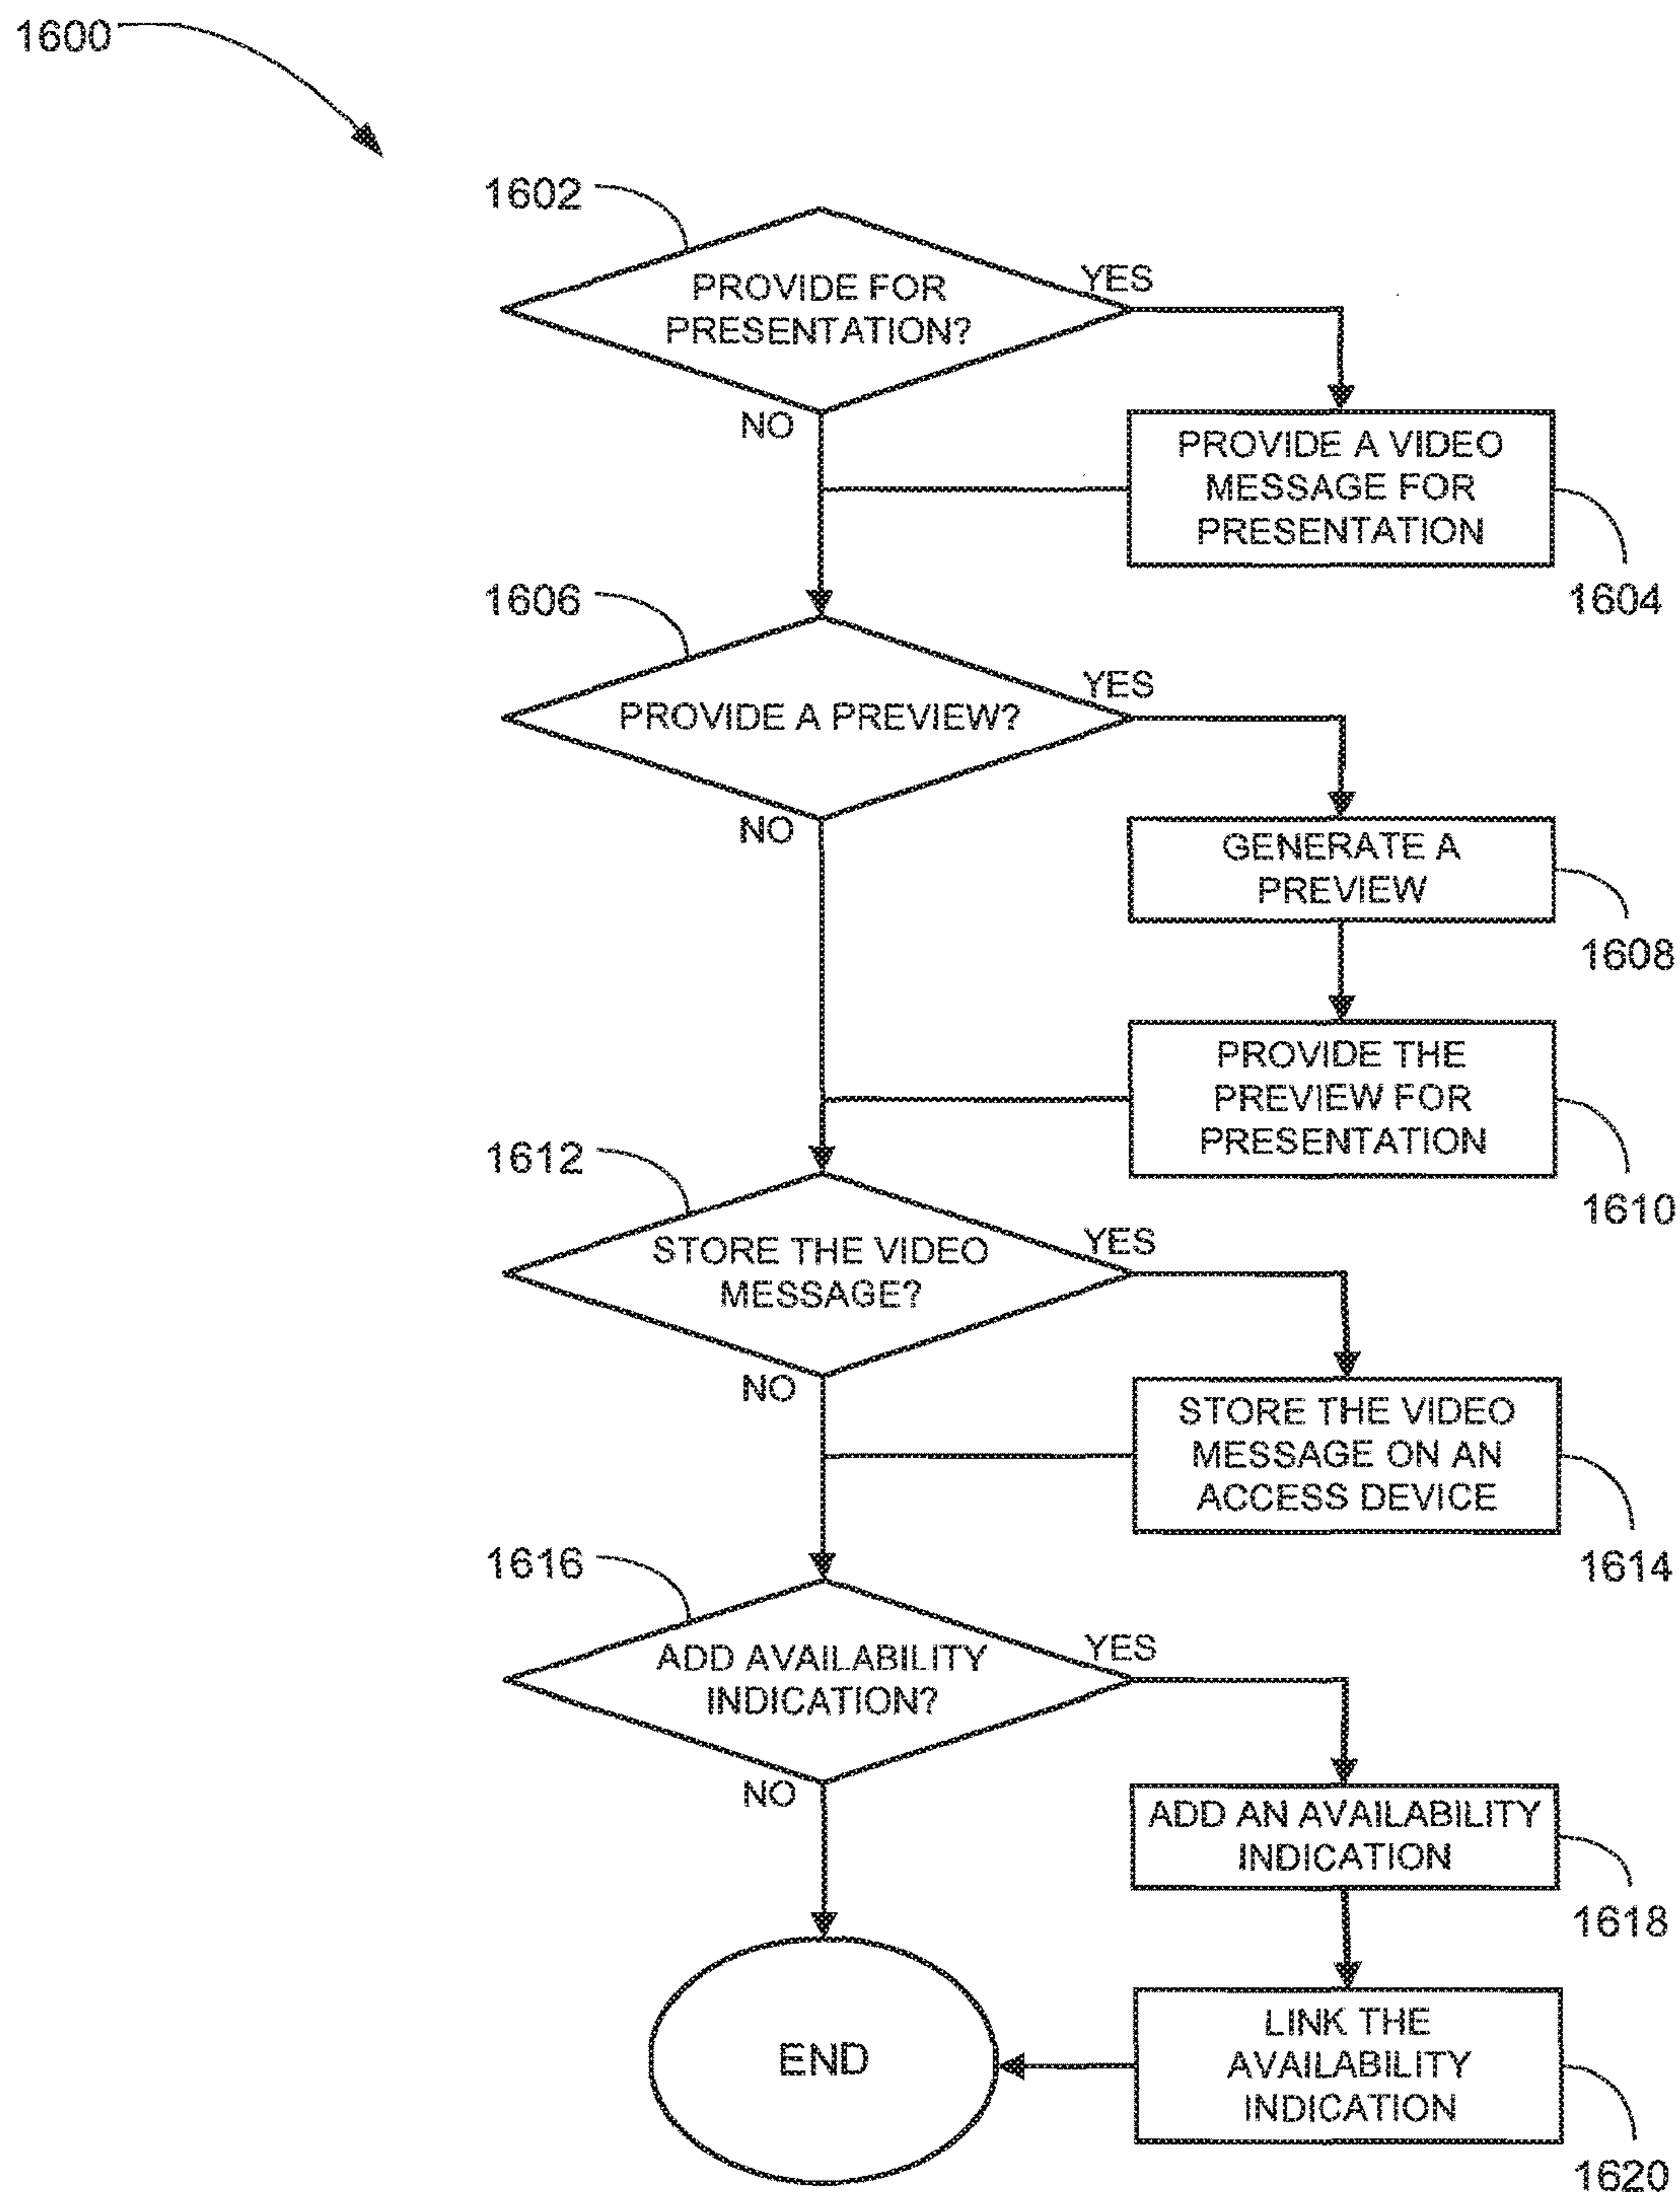 1600
1602
PROVIDE FOR
PRESENTATION?
YES
NO
PROVIDE A VIDEO
MESSAGE FOR
PRESENTATION
1604
1606
PROVIDE A PREVIEW?
YES
NO
GENERATE A
PREVIEW
1608
PROVIDE THE
PREVIEW FOR
PRESENTATION
1610
1612
STORE THE VIDEO
MESSAGE?
YES
NO
STORE THE VIDEO
MESSAGE ON AN
ACCESS DEVICE
1614
1616
ADD AVAILABILITY
INDICATION?
YES
NO
ADD AN AVAILABILITY
INDICATION
1618
END
LINK THE
AVAILABILITY
INDICATION
1620